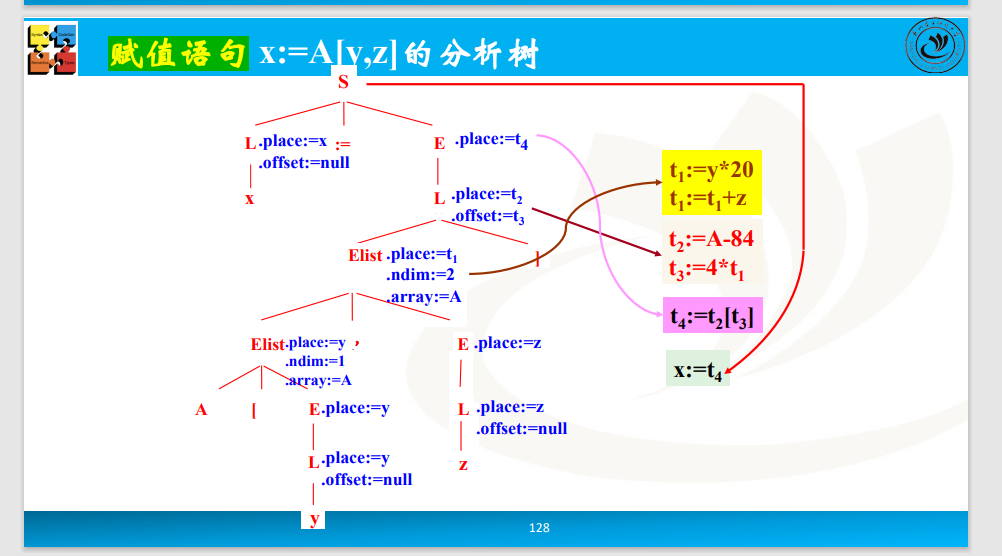 赋值语句 x:=A[y,z]的分析树
S
L.place:=x :=
.offset:=null
E .place:=t4
x
L .place:=t2
.offset:=t3
Elist .place:=t1
.ndim:=2
.array:=A
]
Elist.place:=y ,
.ndim:=1
.array:=A
E .place:=z
A [ E.place:=y
L .place:=z
.offset:=null
L.place:=y
.offset:=null
z
y
t1:=y*20
t1:=t1+z
t2:=A-84
t3:=4*t1
t4:=t2[t3]
x:=t4
128